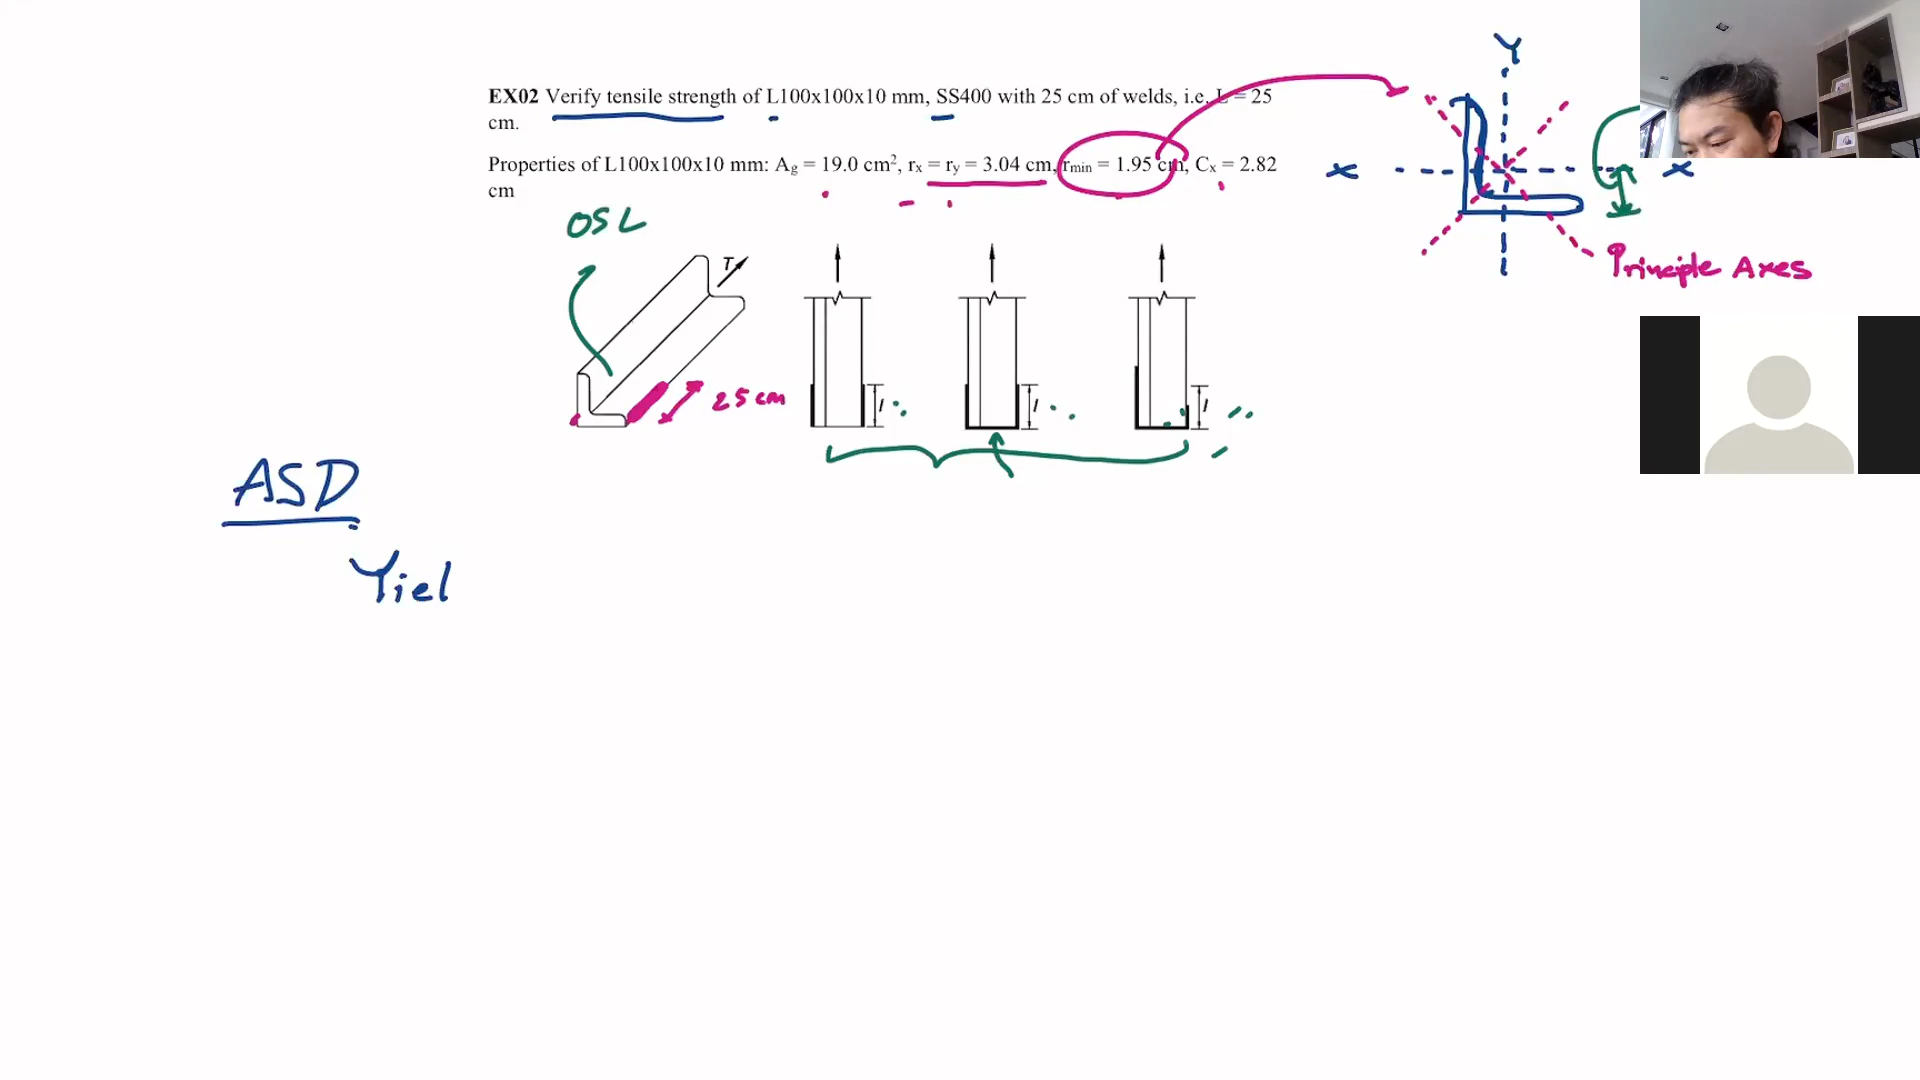 EX02 Verify tensile strength of L100x100x10 mm, SS400 with 25 cm of welds, i.e. L = 25
cm.
Properties of L100x100x10 mm: Ag = 19.0 cm², rx = ry = 3.04 cm, rmin = 1.95 cm, Cx = 2.82
cm
Y
x
x
Principle Axes
OSL
T
25 cm
l
l
l
ASD
Yiel